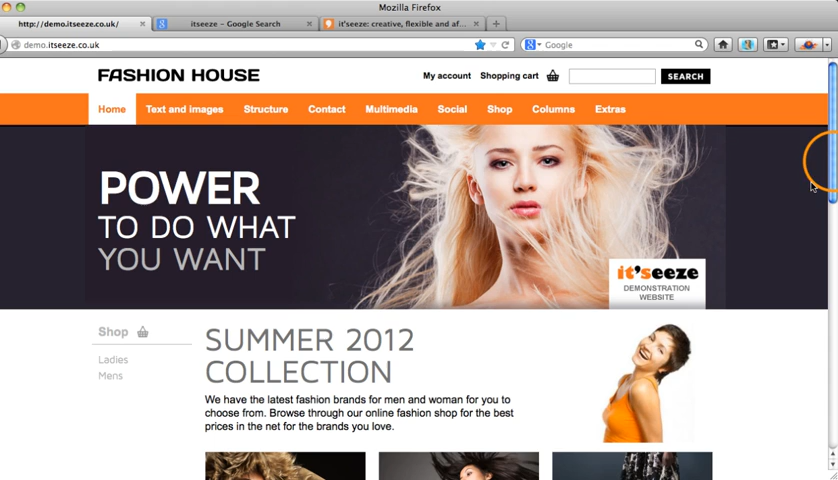 Mozilla Firefox
http://demo.itseeze.co.uk/
itseeze - Google Search
it'seeze: creative, flexible and af...
demo.itseeze.co.uk
Google
FASHION HOUSE
My account
Shopping cart
SEARCH
Home
Text and images
Structure
Contact
Multimedia
Social
Shop
Columns
Extras
POWER
TO DO WHAT
YOU WANT
it'seeze
DEMONSTRATION
WEBSITE
Shop
Ladies
Mens
SUMMER 2012
COLLECTION
We have the latest fashion brands for men and woman for you to
choose from. Browse through our online fashion shop for the best
prices in the net for the brands you love.